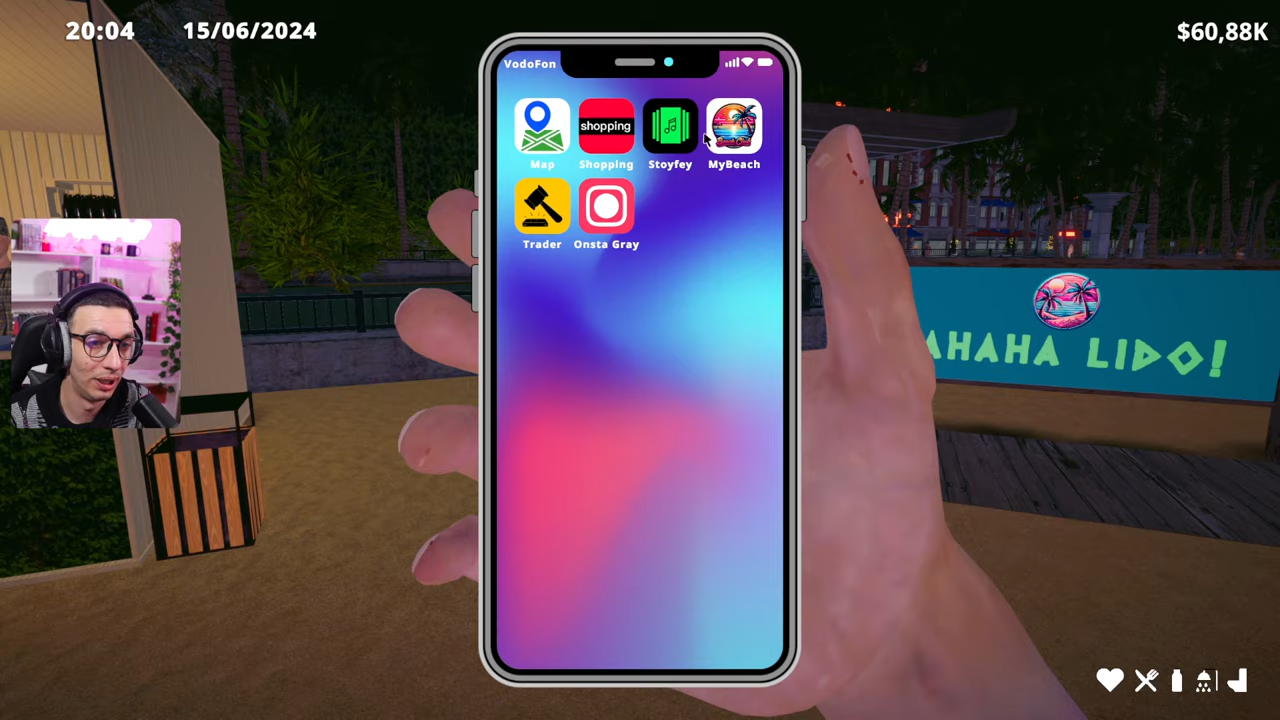 20:04 15/06/2024
$60,88K
VodoFon
shopping
Map Shopping Stoyfey MyBeach
Trader Onsta Gray
AHAHA LIDO!